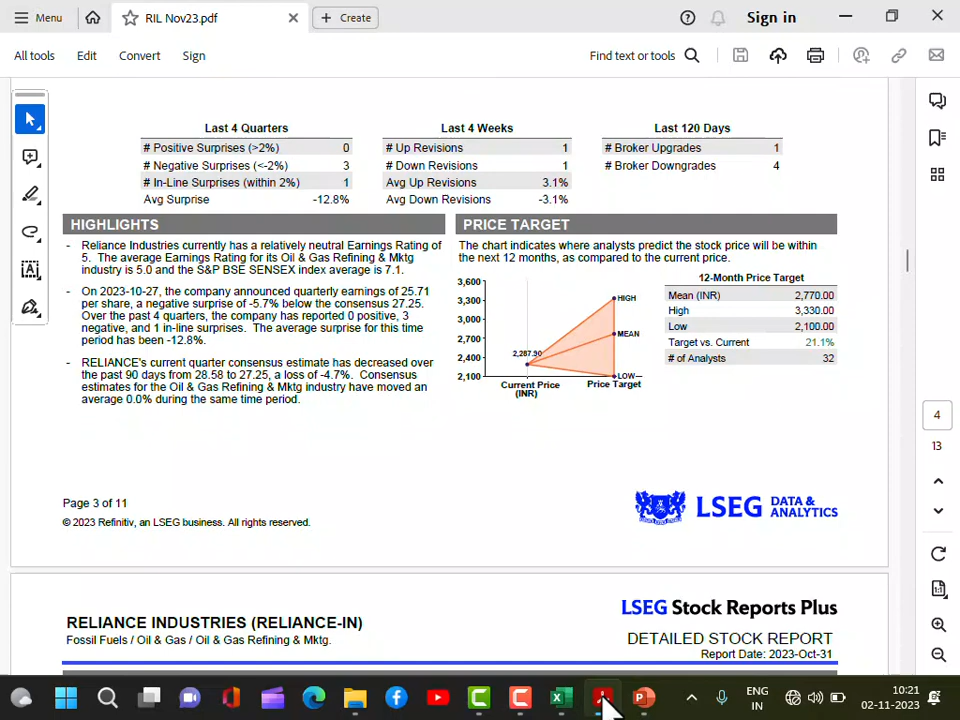 Menu
RIL Nov23.pdf
Create
Sign in
All tools
Edit
Convert
Sign
Find text or tools
Last 4 Quarters
# Positive Surprises (>2%) 0
# Negative Surprises (<-2%) 3
# In-Line Surprises (within 2%) 1
Avg Surprise -12.8%
Last 4 Weeks
# Up Revisions 1
# Down Revisions 1
Avg Up Revisions 3.1%
Avg Down Revisions -3.1%
Last 120 Days
# Broker Upgrades 1
# Broker Downgrades 4
HIGHLIGHTS
- Reliance Industries currently has a relatively neutral Earnings Rating of
5. The average Earnings Rating for its Oil & Gas Refining & Mktg
industry is 5.0 and the S&P BSE SENSEX index average is 7.1.
- On 2023-10-27, the company announced quarterly earnings of 25.71
per share, a negative surprise of -5.7% below the consensus 27.25.
Over the past 4 quarters, the company has reported 0 positive, 3
negative, and 1 in-line surprises. The average surprise for this time
period has been -12.8%.
- RELIANCE's current quarter consensus estimate has decreased over
the past 90 days from 28.58 to 27.25, a loss of -4.7%. Consensus
estimates for the Oil & Gas Refining & Mktg industry have moved an
average 0.0% during the same time period.
PRICE TARGET
The chart indicates where analysts predict the stock price will be within
the next 12 months, as compared to the current price.
3,600
3,300
3,000
2,700
2,400
2,100
2,287.90
HIGH
MEAN
LOW
Current Price
(INR)
Price Target
12-Month Price Target
Mean (INR) 2,770.00
High 3,330.00
Low 2,100.00
Target vs. Current 21.1%
# of Analysts 32
Page 3 of 11
© 2023 Refinitiv, an LSEG business. All rights reserved.
LSEG DATA &
ANALYTICS
4
13
RELIANCE INDUSTRIES (RELIANCE-IN)
Fossil Fuels / Oil & Gas / Oil & Gas Refining & Mktg.
LSEG Stock Reports Plus
DETAILED STOCK REPORT
Report Date: 2023-Oct-31
ENG
IN
10:21
02-11-2023